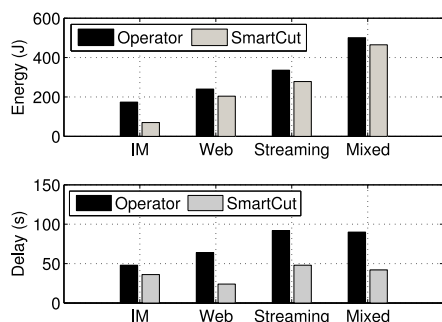 600
400
200
0
Energy (J)
Operator SmartCut
IM Web Streaming Mixed
150
100
50
0
Delay (s)
Operator SmartCut
IM Web Streaming Mixed